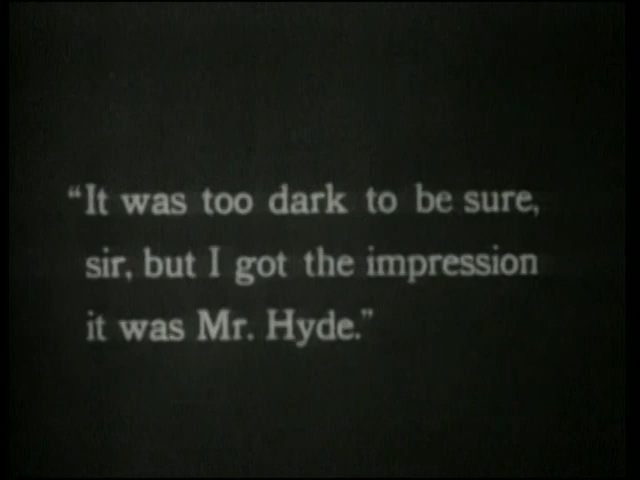 “It was too dark to be sure,
sir, but I got the impression
it was Mr. Hyde.”